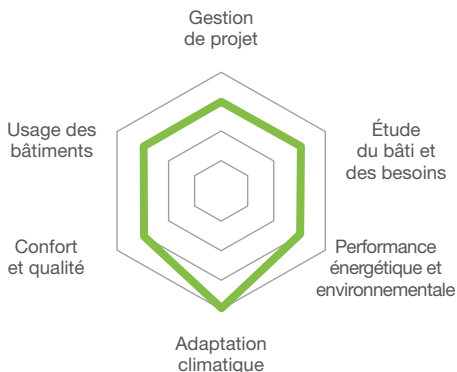 Gestion
de projet
Usage des
bâtiments
Étude
du bâti et
des besoins
Confort
et qualité
Performance
énergétique et
environnementale
Adaptation
climatique